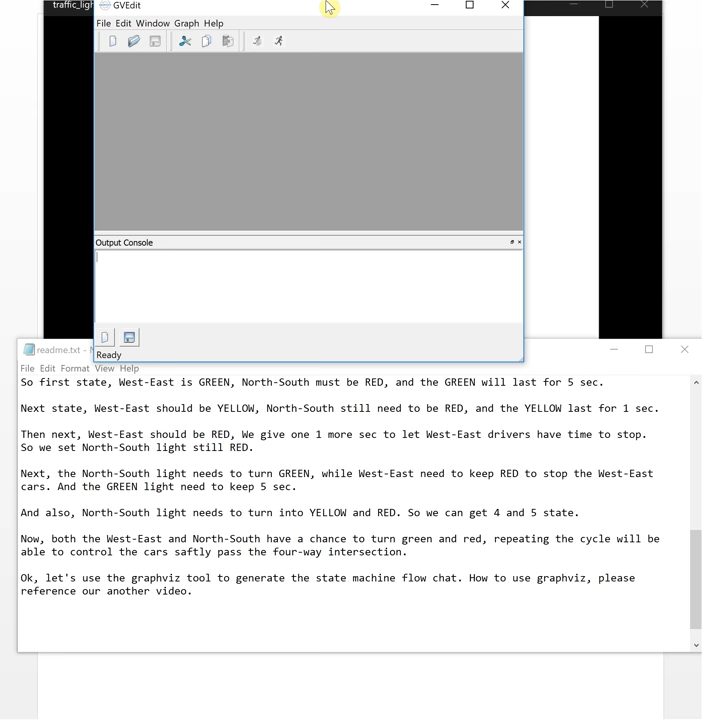 traffic_ligh
GVEdit
File Edit Window Graph Help
Output Console
Ready
readme.txt -
File Edit Format View Help
So first state, West-East is GREEN, North-South must be RED, and the GREEN will last for 5 sec.
Next state, West-East should be YELLOW, North-South still need to be RED, and the YELLOW last for 1 sec.
Then next, West-East should be RED, We give one 1 more sec to let West-East drivers have time to stop.
So we set North-South light still RED.
Next, the North-South light needs to turn GREEN, while West-East need to keep RED to stop the West-East
cars. And the GREEN light need to keep 5 sec.
And also, North-South light needs to turn into YELLOW and RED. So we can get 4 and 5 state.
Now, both the West-East and North-South have a chance to turn green and red, repeating the cycle will be
able to control the cars saftly pass the four-way intersection.
Ok, let's use the graphviz tool to generate the state machine flow chat. How to use graphviz, please
reference our another video.